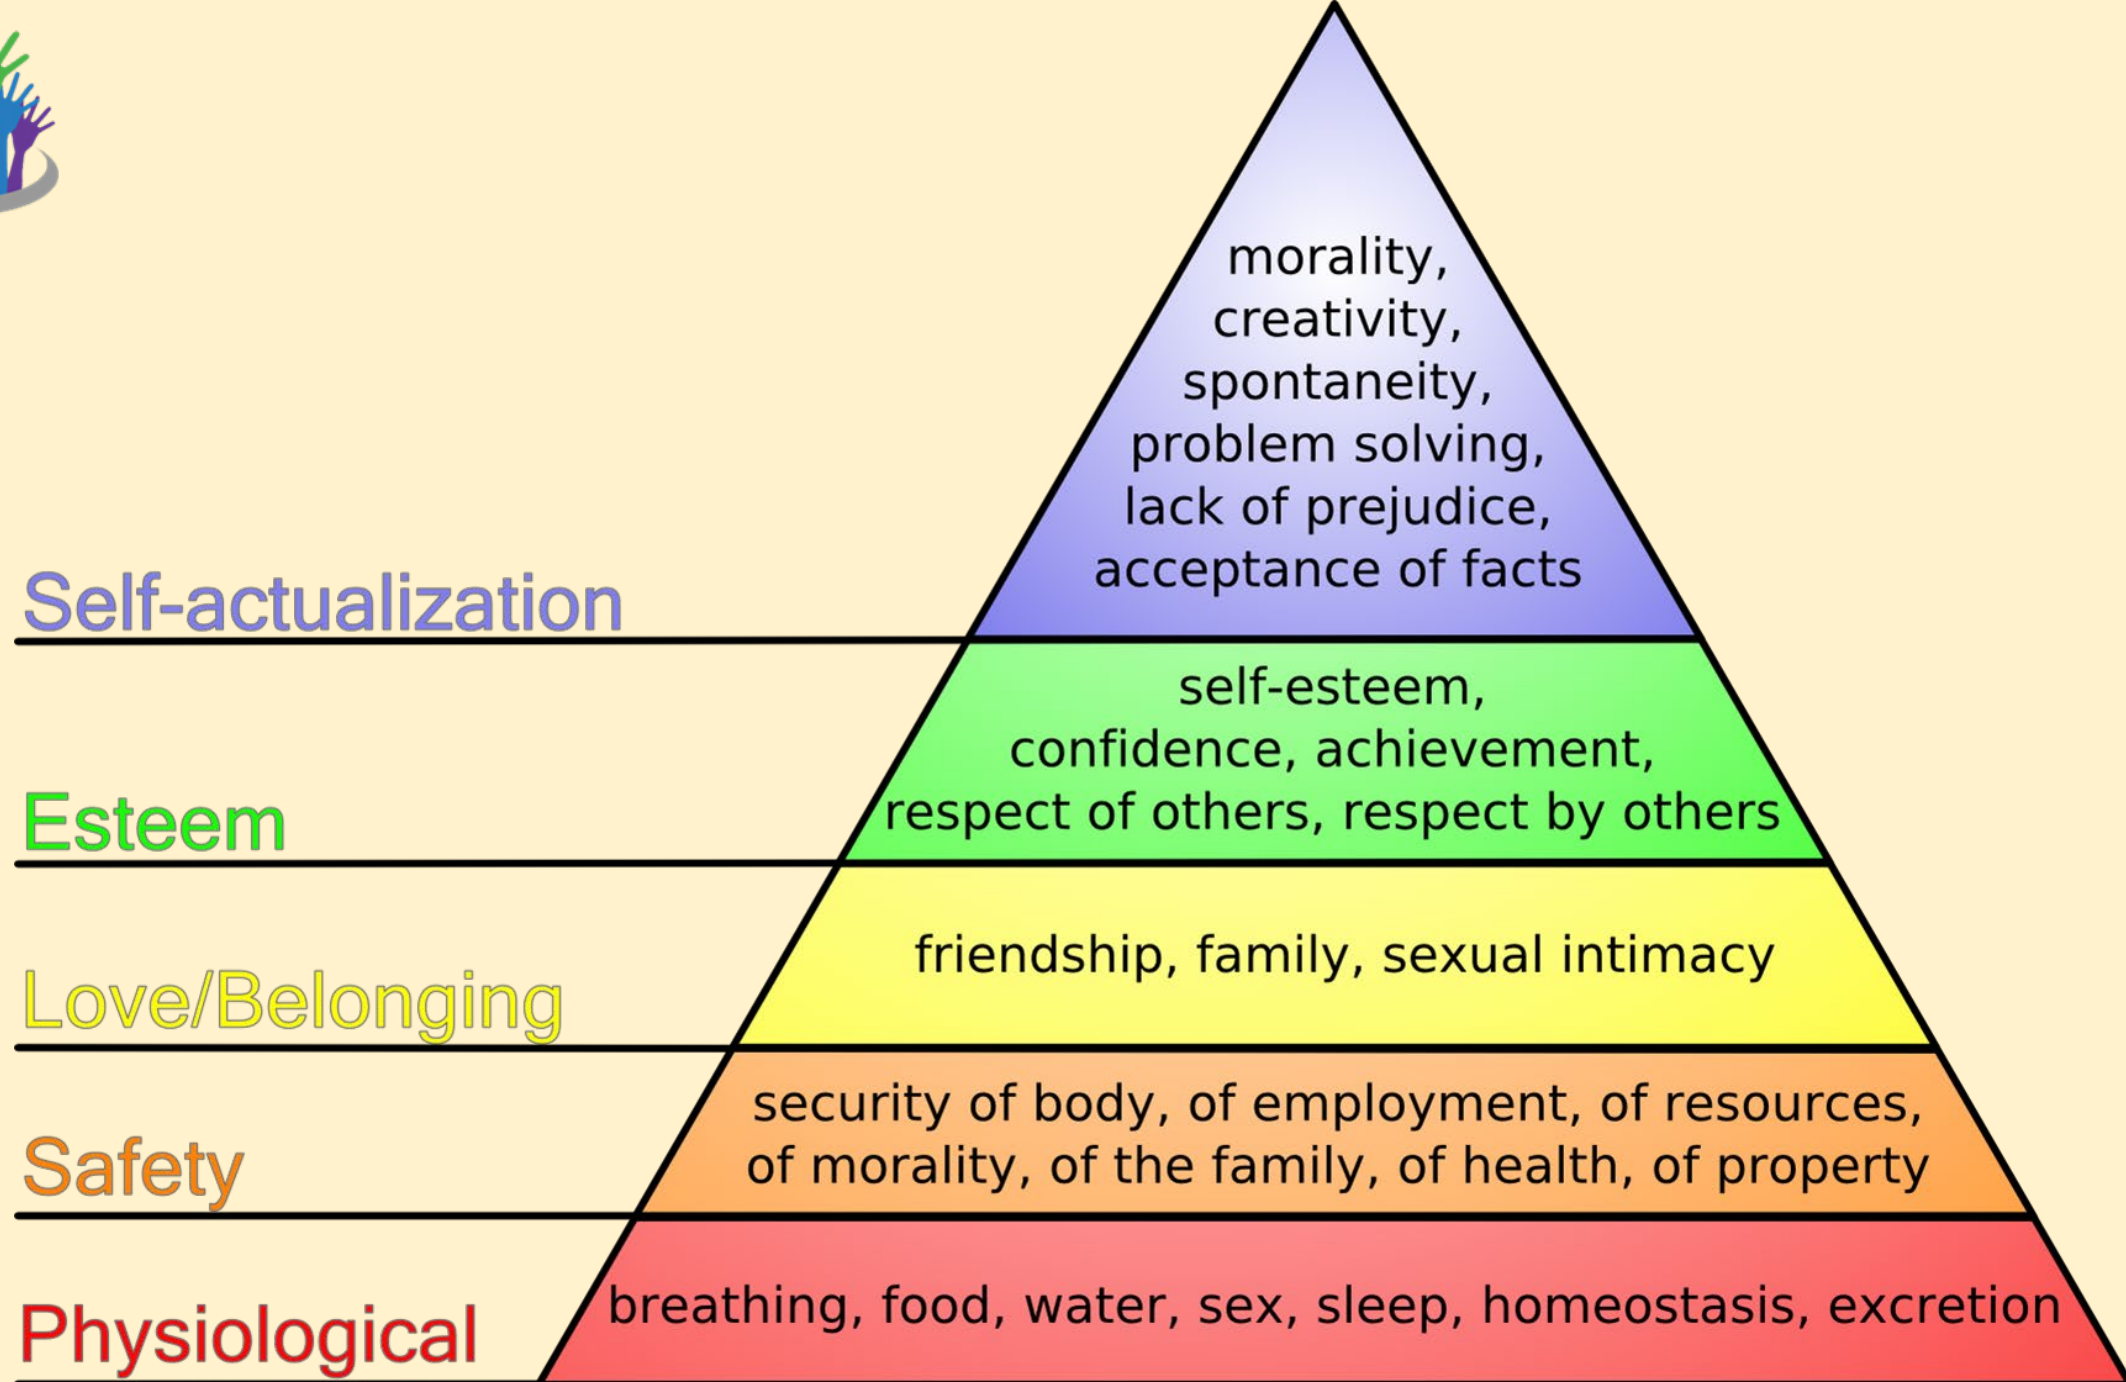 morality,
creativity,
spontaneity,
problem solving,
lack of prejudice,
acceptance of facts
Self-actualization
self-esteem,
confidence, achievement,
respect of others, respect by others
Esteem
friendship, family, sexual intimacy
Love/Belonging
security of body, of employment, of resources,
of morality, of the family, of health, of property
Safety
breathing, food, water, sex, sleep, homeostasis, excretion
Physiological